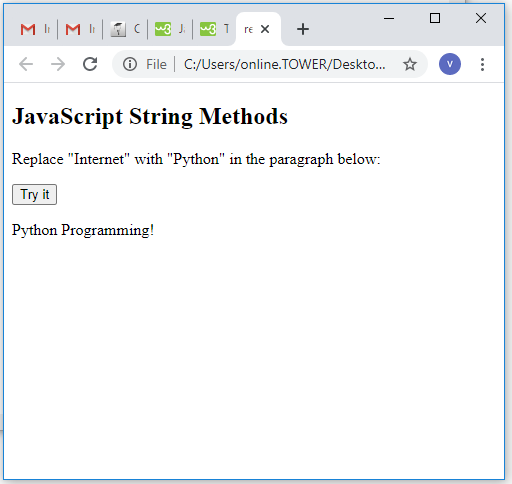 File
C:/Users/online.TOWER/Deskto...
V
JavaScript String Methods
Replace "Internet" with "Python" in the paragraph below:
Try it
Python Programming!